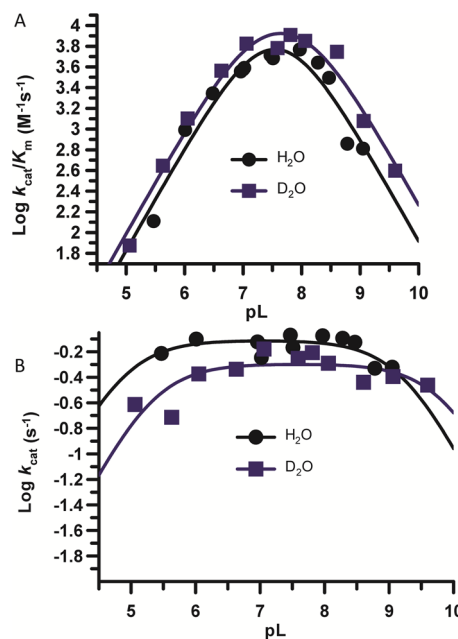 A
Log kcat/Km (M-1s-1)
4
3.8
3.6
3.4
3.2
3
2.8
2.6
2.4
2.2
2
1.8
H2O
D2O
5 6 7 8 9 10
pL
B
Log kcat (s-1)
-0.2
-0.4
-0.6
-0.8
-1
-1.2
-1.4
-1.6
-1.8
H2O
D2O
5 6 7 8 9 10
pL